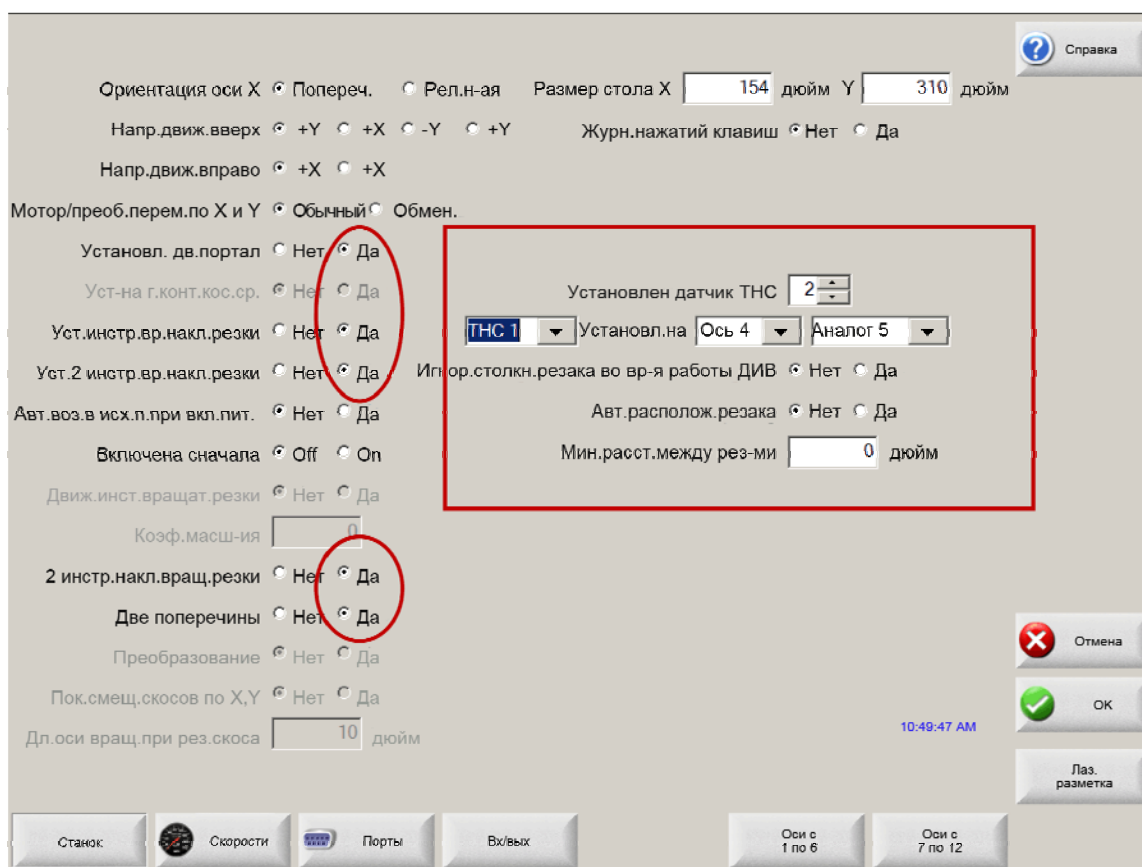 Справка
Ориентация оси X Попереч. Рел.н-ая Размер стола X 154 дюйм Y 310 дюйм
Напр.движ.вверх +Y +X -Y +Y Журн.нажатий клавиш Нет Да
Напр.движ.вправо +X +X
Мотор/преоб.перем.по X и Y Обычный Обмен.
Установл. дв.портал Нет Да
Уст-на г.конт.кос.ср. Нет Да Установлен датчик THC 2
Уст.инстр.вр.накл.резки Нет Да THC 1 Установл.на Ось 4 Аналог 5
Уст.2 инстр.вр.накл.резки Нет Да Игнор.столкн.резака во вр-я работы ДИВ Нет Да
Авт.воз.в исх.п.при вкл.пит. Нет Да Авт.располож.резака Нет Да
Включена сначала Off On Мин.расст.между рез-ми 0 дюйм
Движ.инст.вращат.резки Нет Да
Коэф.масш-ия 0
2 инстр.накл.вращ.резки Нет Да
Две поперечины Нет Да
Преобразование Нет Да
Отмена
Пок.смещ.скосов по X,Y Нет Да
OK
Дл.оси вращ.при рез.скоса 10 дюйм
10:49:47 AM
Лаз. разметка
Станок Скорости Порты Вх/вых Оси с 1 по 6 Оси с 7 по 12